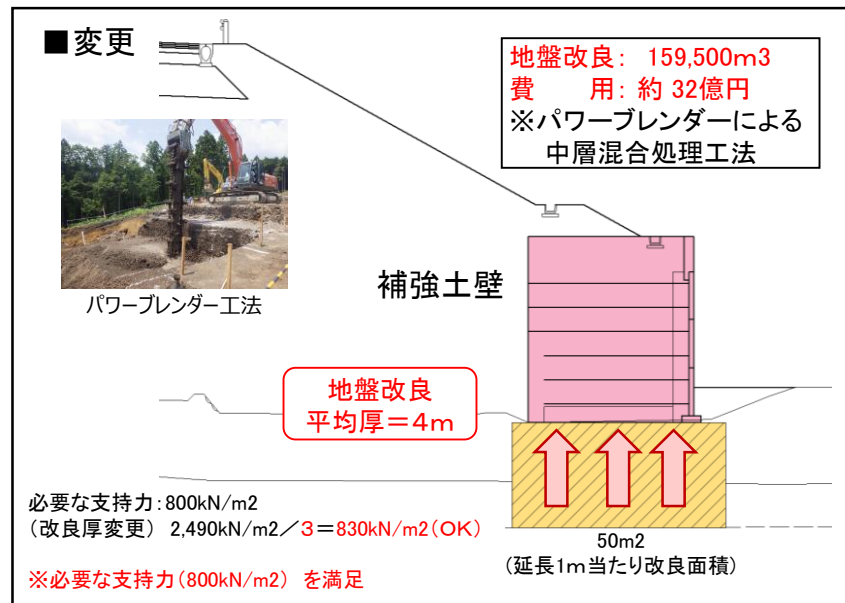 ■変更
地盤改良： 159,500m3
費　　用：約 32億円
※パワーブレンダーによる
中層混合処理工法
パワーブレンダー工法
補強土壁
地盤改良
平均厚＝4m
必要な支持力：800kN/m2
（改良厚変更） 2,490kN/m2／3＝830kN/m2（OK）
※必要な支持力（800kN/m2） を満足
50m2
（延長1m当たり改良面積）